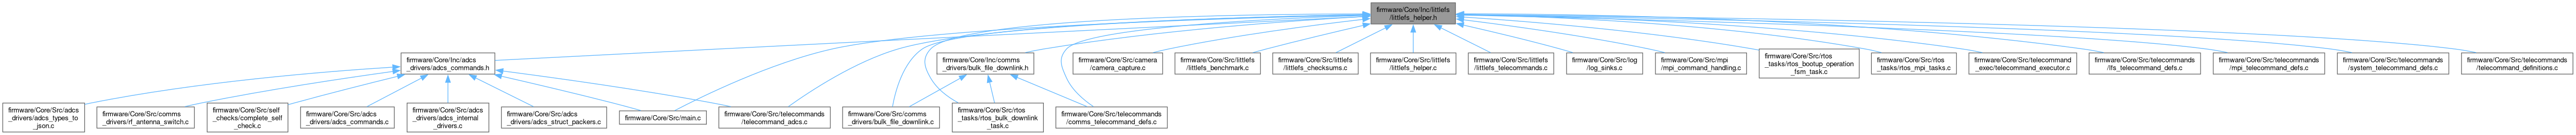 firmware/Core/Inc/littlefs
/littlefs_helper.h
firmware/Core/Inc/adcs
_drivers/adcs_commands.h
firmware/Core/Inc/comms
_drivers/bulk_file_downlink.h
firmware/Core/Src/camera
/camera_capture.c
firmware/Core/Src/littlefs
/littlefs_benchmark.c
firmware/Core/Src/littlefs
/littlefs_checksums.c
firmware/Core/Src/littlefs
/littlefs_helper.c
firmware/Core/Src/littlefs
/littlefs_telecommands.c
firmware/Core/Src/log
/log_sinks.c
firmware/Core/Src/mpi
/mpi_command_handling.c
firmware/Core/Src/rtos
_tasks/rtos_bootup_operation
_fsm_task.c
firmware/Core/Src/rtos
_tasks/rtos_mpi_tasks.c
firmware/Core/Src/telecommand
_exec/telecommand_executor.c
firmware/Core/Src/telecommands
/lfs_telecommand_defs.c
firmware/Core/Src/telecommands
/mpi_telecommand_defs.c
firmware/Core/Src/telecommands
/system_telecommand_defs.c
firmware/Core/Src/telecommands
/telecommand_definitions.c
firmware/Core/Src/adcs
_drivers/adcs_types_to
_json.c
firmware/Core/Src/comms
_drivers/rf_antenna_switch.c
firmware/Core/Src/self
_checks/complete_self
_check.c
firmware/Core/Src/adcs
_drivers/adcs_commands.c
firmware/Core/Src/adcs
_drivers/adcs_internal
_drivers.c
firmware/Core/Src/adcs
_drivers/adcs_struct_packers.c
firmware/Core/Src/main.c
firmware/Core/Src/telecommands
/telecommand_adcs.c
firmware/Core/Src/comms
_drivers/bulk_file_downlink.c
firmware/Core/Src/rtos
_tasks/rtos_bulk_downlink
_task.c
firmware/Core/Src/telecommands
/comms_telecommand_defs.c